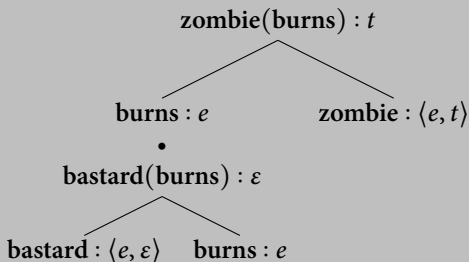 zombie(burns) : t
burns : e zombie : ⟨e, t⟩
•
bastard(burns) : ε
bastard : ⟨e, ε⟩ burns : e